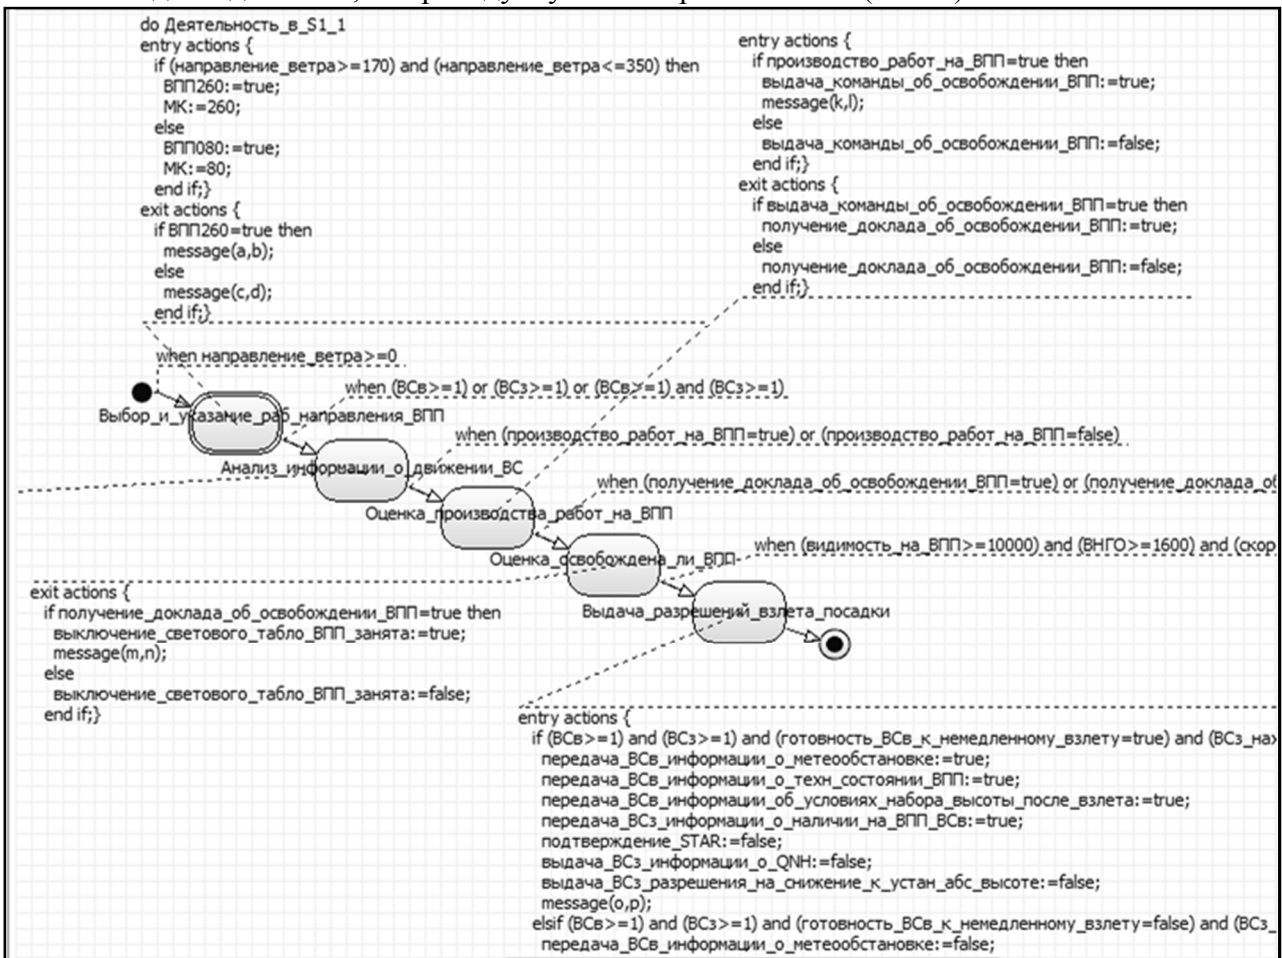 do Деятельность_в_S1_1
entry actions {
if (направление_ветра>=170) and (направление_ветра<=350) then
ВПП260:=true;
МК:=260;
else
ВПП080:=true;
МК:=80;
end if;}
exit actions {
if ВПП260=true then
message(a,b);
else
message(c,d);
end if;}
entry actions {
if производство_работ_на_ВПП=true then
выдача_команды_об_освобождении_ВПП:=true;
message(k,l);
else
выдача_команды_об_освобождении_ВПП:=false;
end if;}
exit actions {
if выдача_команды_об_освобождении_ВПП=true then
получение_доклада_об_освобождении_ВПП:=true;
else
получение_доклада_об_освобождении_ВПП:=false;
end if;}
when направление_ветра>=0
when (ВСв>=1) or (ВСз>=1) or (ВСв>=1) and (ВСз>=1)
Выбор_и_указание_раб_направления_ВПП
when (производство_работ_на_ВПП=true) or (производство_работ_на_ВПП=false)
Анализ_информации_о_движении_ВС
when (получение_доклада_об_освобождении_ВПП=true) or (получение_доклада_об
Оценка_производства_работ_на_ВПП
when (видимость_на_ВПП>=10000) and (ВНГО>=1600) and (скор
Оценка_освобождена_ли_ВПП
Выдача_разрешений_взлета_посадки
exit actions {
if получение_доклада_об_освобождении_ВПП=true then
выключение_светового_табло_ВПП_занята:=true;
message(m,n);
else
выключение_светового_табло_ВПП_занята:=false;
end if;}
entry actions {
if (ВСв>=1) and (ВСз>=1) and (готовность_ВСв_к_немедленному_взлету=true) and (ВСз_нах
передача_ВСв_информации_о_метеообстановке:=true;
передача_ВСв_информации_о_техн_состоянии_ВПП:=true;
передача_ВСв_информации_об_условиях_набора_высоты_после_взлета:=true;
передача_ВСз_информации_о_наличии_на_ВПП_ВСв:=true;
подтверждение_STAR:=false;
выдача_ВСз_информации_о_QNH:=false;
выдача_ВСз_разрешения_на_снижение_к_устан_абс_высоте:=false;
message(o,p);
elsif (ВСв>=1) and (ВСз>=1) and (готовность_ВСв_к_немедленному_взлету=false) and (ВСз_
передача_ВСв_информации_о_метеообстановке:=false;